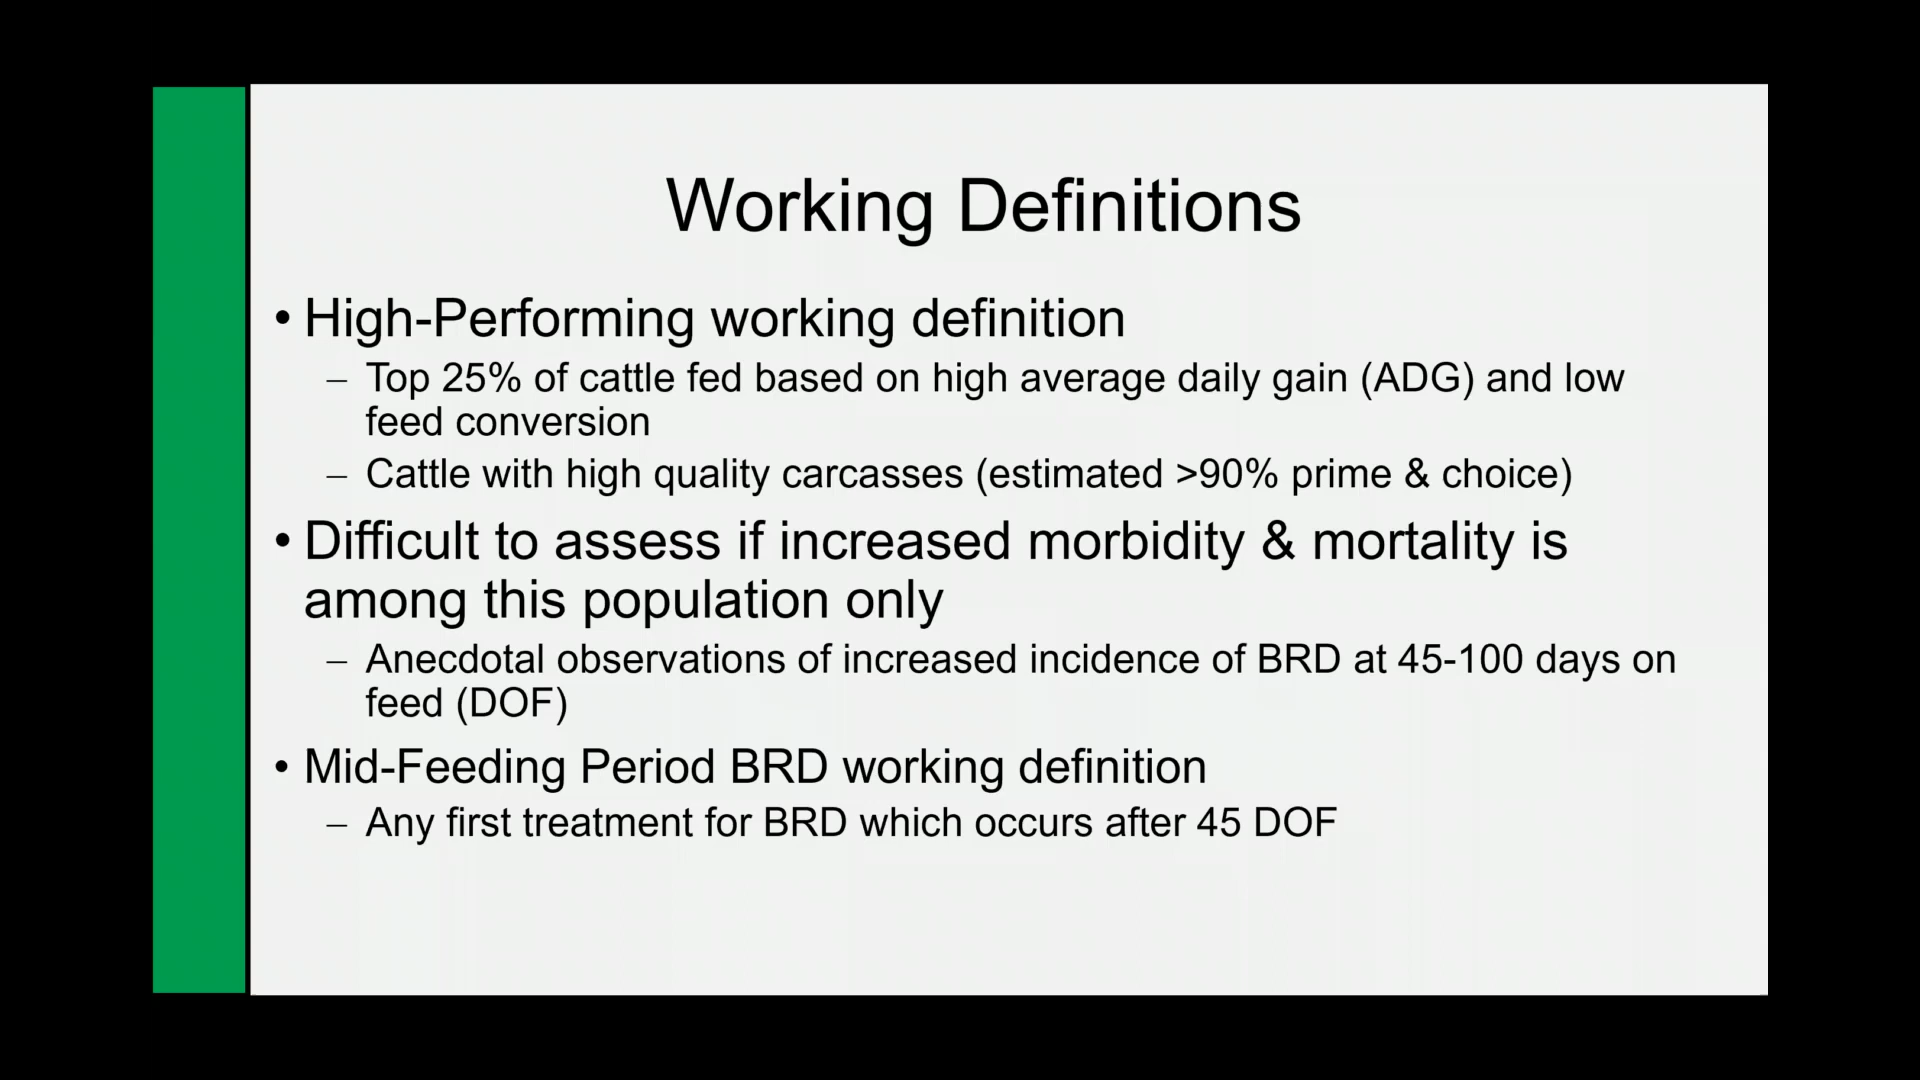 Working Definitions
• High-Performing working definition
– Top 25% of cattle fed based on high average daily gain (ADG) and low
feed conversion
– Cattle with high quality carcasses (estimated >90% prime & choice)
• Difficult to assess if increased morbidity & mortality is
among this population only
– Anecdotal observations of increased incidence of BRD at 45-100 days on
feed (DOF)
• Mid-Feeding Period BRD working definition
– Any first treatment for BRD which occurs after 45 DOF